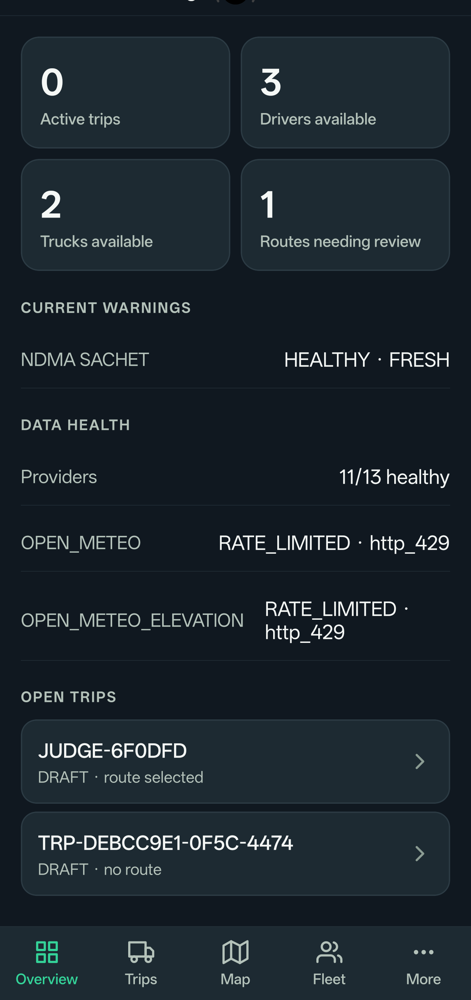 0
Active trips
3
Drivers available
2
Trucks available
1
Routes needing review
CURRENT WARNINGS
NDMA SACHET HEALTHY · FRESH
DATA HEALTH
Providers 11/13 healthy
OPEN_METEO RATE_LIMITED · http_429
OPEN_METEO_ELEVATION RATE_LIMITED ·
http_429
OPEN TRIPS
JUDGE-6F0DFD
DRAFT · route selected
TRP-DEBCC9E1-0F5C-4474
DRAFT · no route
Overview Trips Map Fleet More